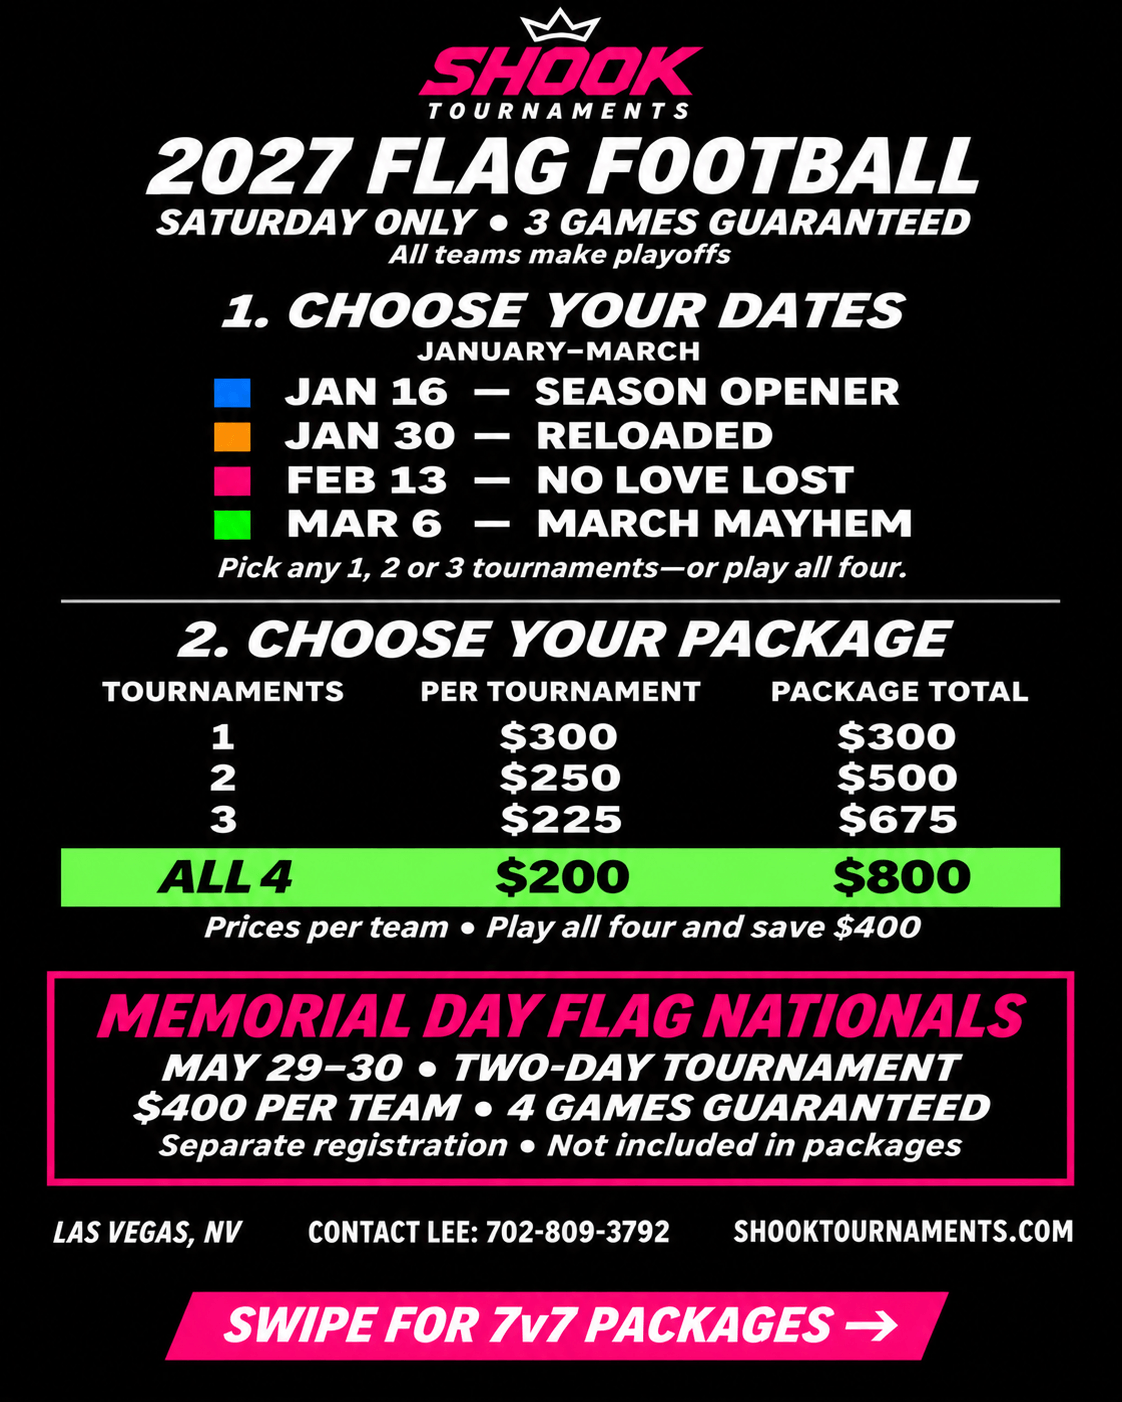 SHOOK
TOURNAMENTS
2027 FLAG FOOTBALL
SATURDAY ONLY • 3 GAMES GUARANTEED
All teams make playoffs
1. CHOOSE YOUR DATES
JANUARY–MARCH
JAN 16 — SEASON OPENER
JAN 30 — RELOADED
FEB 13 — NO LOVE LOST
MAR 6 — MARCH MAYHEM
Pick any 1, 2 or 3 tournaments—or play all four.
2. CHOOSE YOUR PACKAGE
TOURNAMENTS PER TOURNAMENT PACKAGE TOTAL
1 $300 $300
2 $250 $500
3 $225 $675
ALL 4 $200 $800
Prices per team • Play all four and save $400
MEMORIAL DAY FLAG NATIONALS
MAY 29–30 • TWO-DAY TOURNAMENT
$400 PER TEAM • 4 GAMES GUARANTEED
Separate registration • Not included in packages
LAS VEGAS, NV CONTACT LEE: 702-809-3792 SHOOKTOURNAMENTS.COM
SWIPE FOR 7v7 PACKAGES →